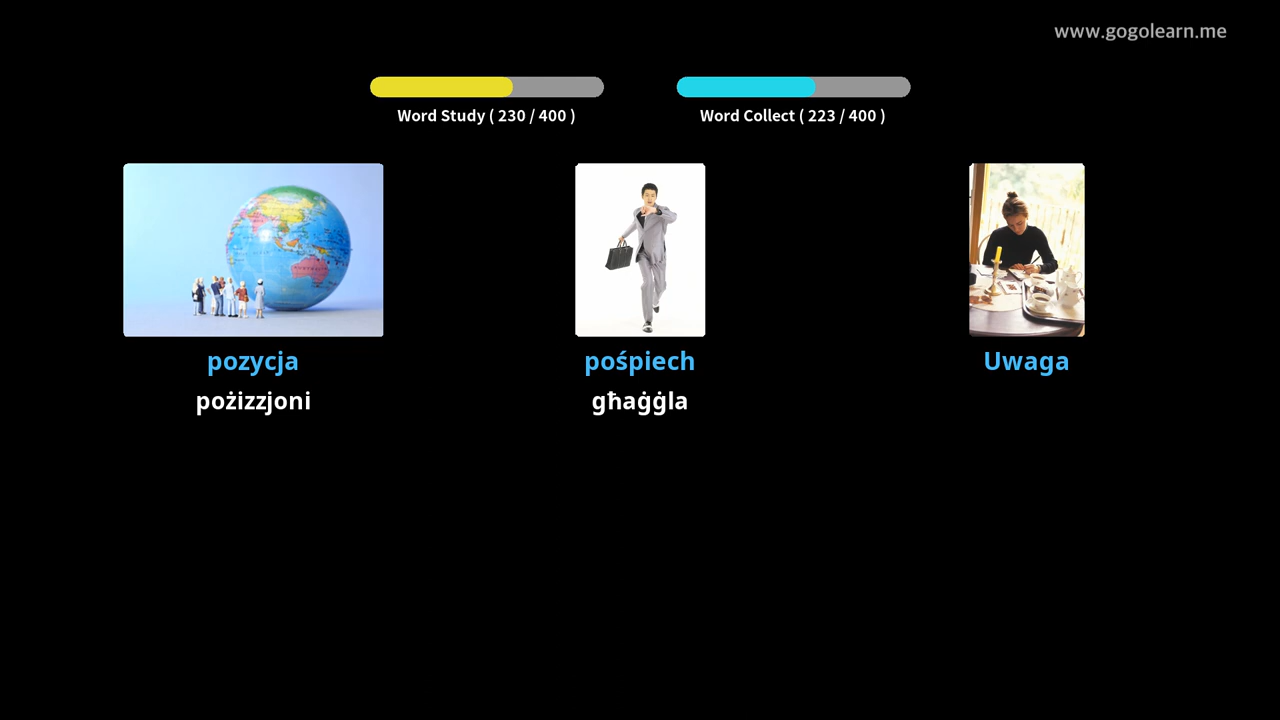 www.gogolearn.me
Word Study ( 230 / 400 )
Word Collect ( 223 / 400 )
pozycja
pożizzjoni
pośpiech
għaġġla
Uwaga